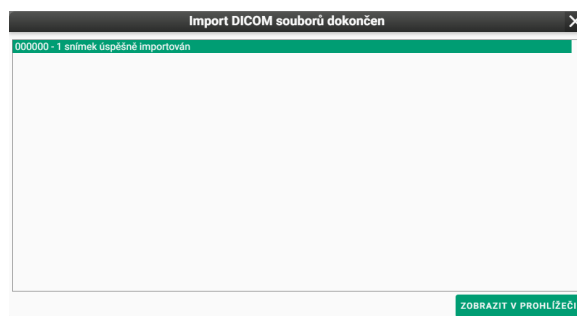 Import DICOM souborů dokončen
000000 - 1 snímek úspěšně importován
ZOBRAZIT V PROHLÍŽEČI